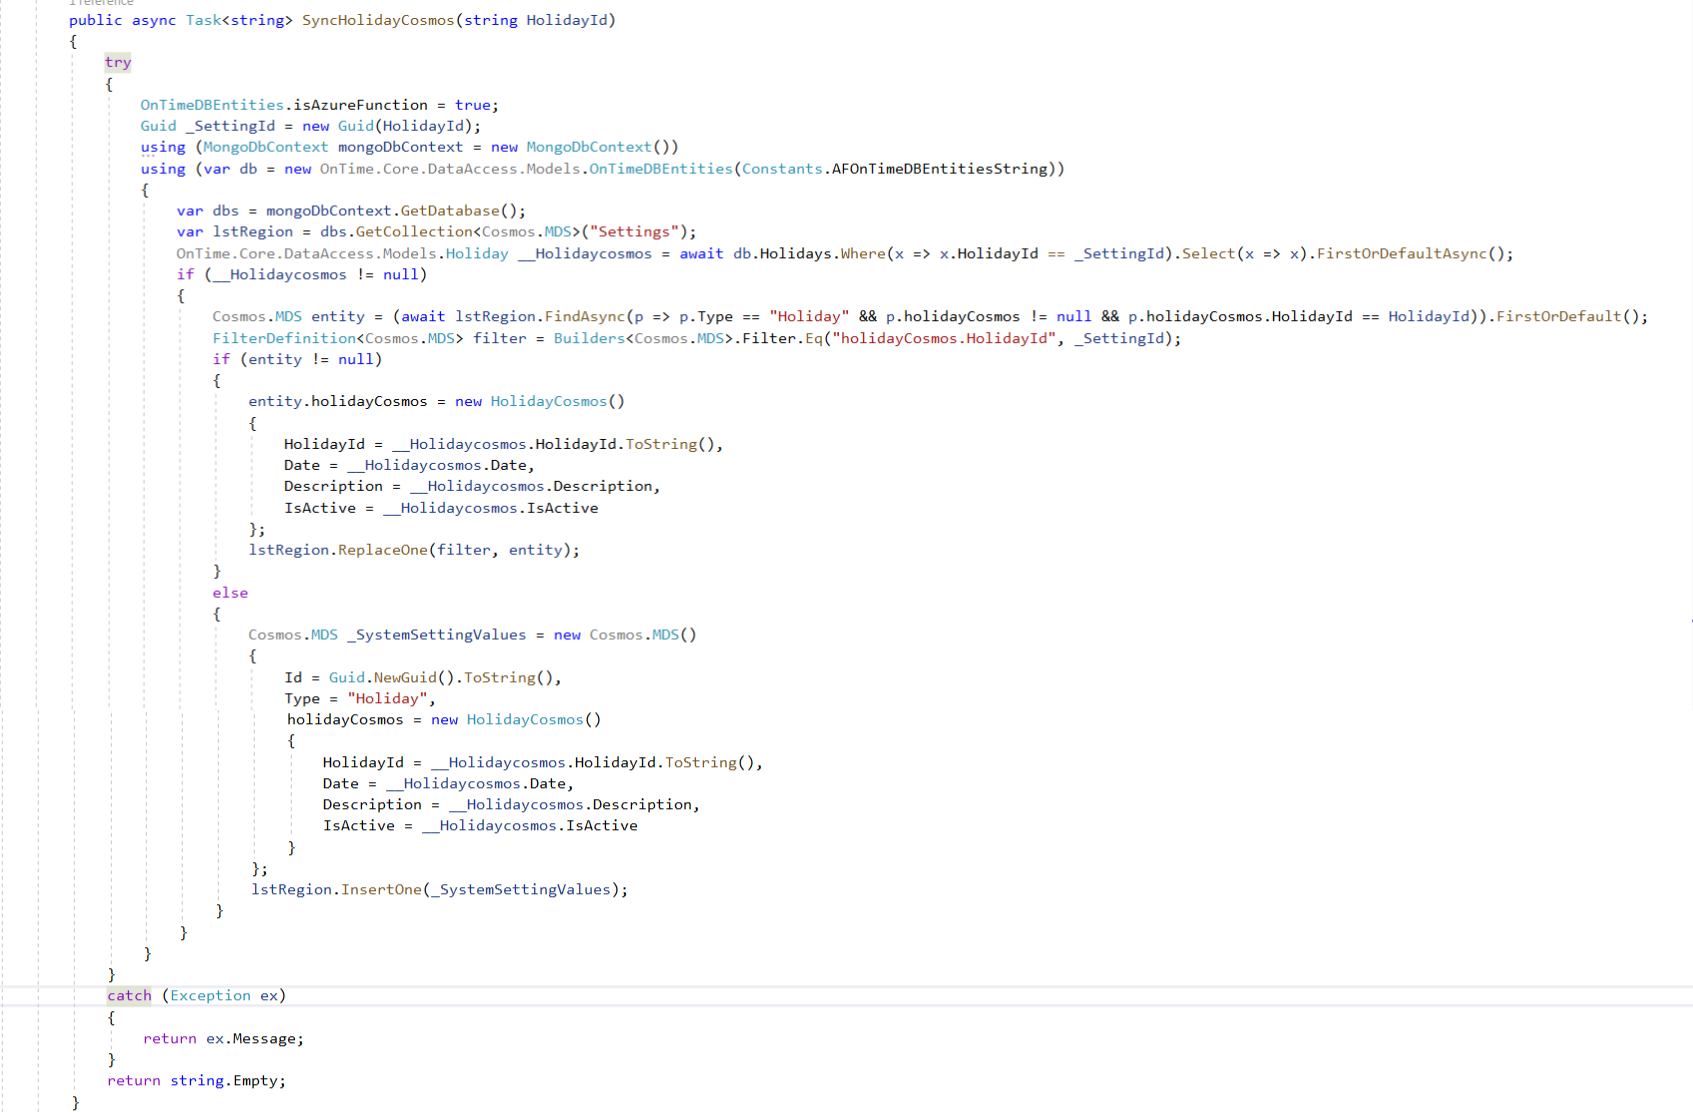 1 reference
public async Task<string> SyncHolidayCosmos(string HolidayId)
{
try
{
OnTimeDBEntities.isAzureFunction = true;
Guid _SettingId = new Guid(HolidayId);
using (MongoDbContext mongoDbContext = new MongoDbContext())
using (var db = new OnTime.Core.DataAccess.Models.OnTimeDBEntities(Constants.AFOnTimeDBEntitiesString))
{
var dbs = mongoDbContext.GetDatabase();
var lstRegion = dbs.GetCollection<Cosmos.MDS>("Settings");
OnTime.Core.DataAccess.Models.Holiday __Holidaycosmos = await db.Holidays.Where(x => x.HolidayId == _SettingId).Select(x => x).FirstOrDefaultAsync();
if (__Holidaycosmos != null)
{
Cosmos.MDS entity = (await lstRegion.FindAsync(p => p.Type == "Holiday" && p.holidayCosmos != null && p.holidayCosmos.HolidayId == HolidayId)).FirstOrDefault();
FilterDefinition<Cosmos.MDS> filter = Builders<Cosmos.MDS>.Filter.Eq("holidayCosmos.HolidayId", _SettingId);
if (entity != null)
{
entity.holidayCosmos = new HolidayCosmos()
{
HolidayId = __Holidaycosmos.HolidayId.ToString(),
Date = __Holidaycosmos.Date,
Description = __Holidaycosmos.Description,
IsActive = __Holidaycosmos.IsActive
};
lstRegion.ReplaceOne(filter, entity);
}
else
{
Cosmos.MDS _SystemSettingValues = new Cosmos.MDS()
{
Id = Guid.NewGuid().ToString(),
Type = "Holiday",
holidayCosmos = new HolidayCosmos()
{
HolidayId = __Holidaycosmos.HolidayId.ToString(),
Date = __Holidaycosmos.Date,
Description = __Holidaycosmos.Description,
IsActive = __Holidaycosmos.IsActive
}
};
lstRegion.InsertOne(_SystemSettingValues);
}
}
}
}
catch (Exception ex)
{
return ex.Message;
}
return string.Empty;
}